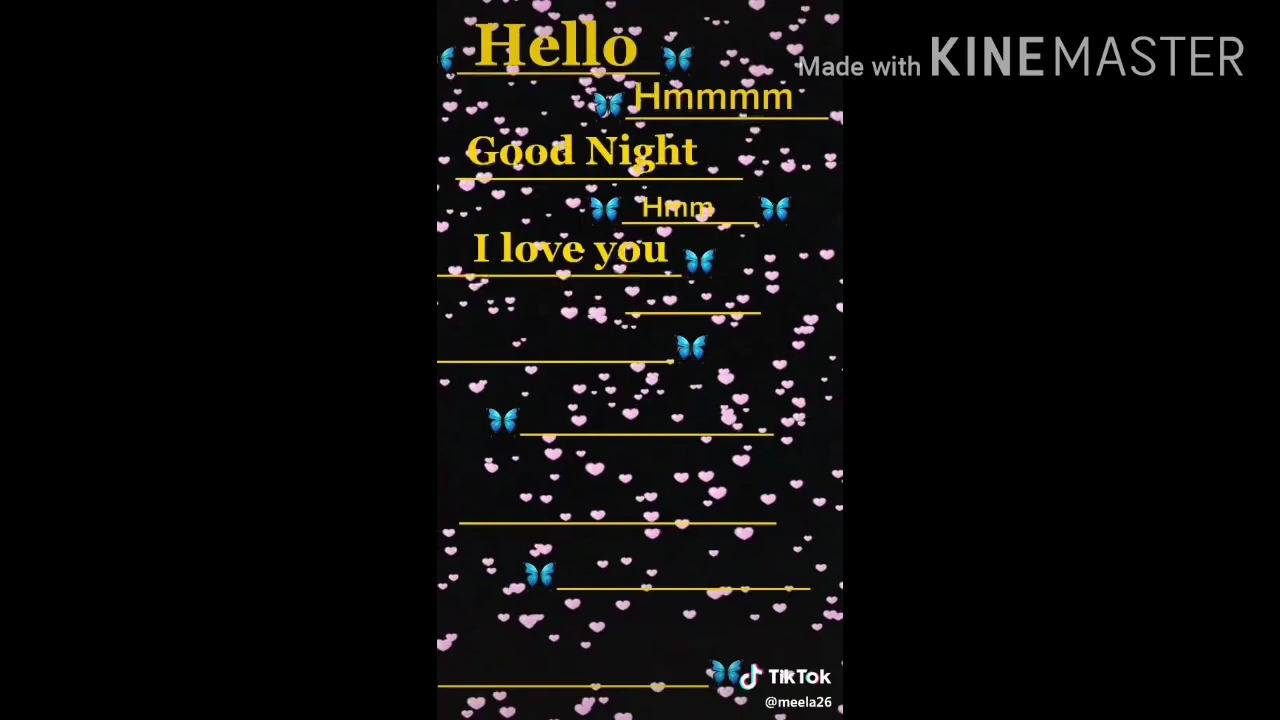 Hello
Made with KINEMASTER
Hmmmm
Good Night
Hmm
I love you
TikTok
@meela26